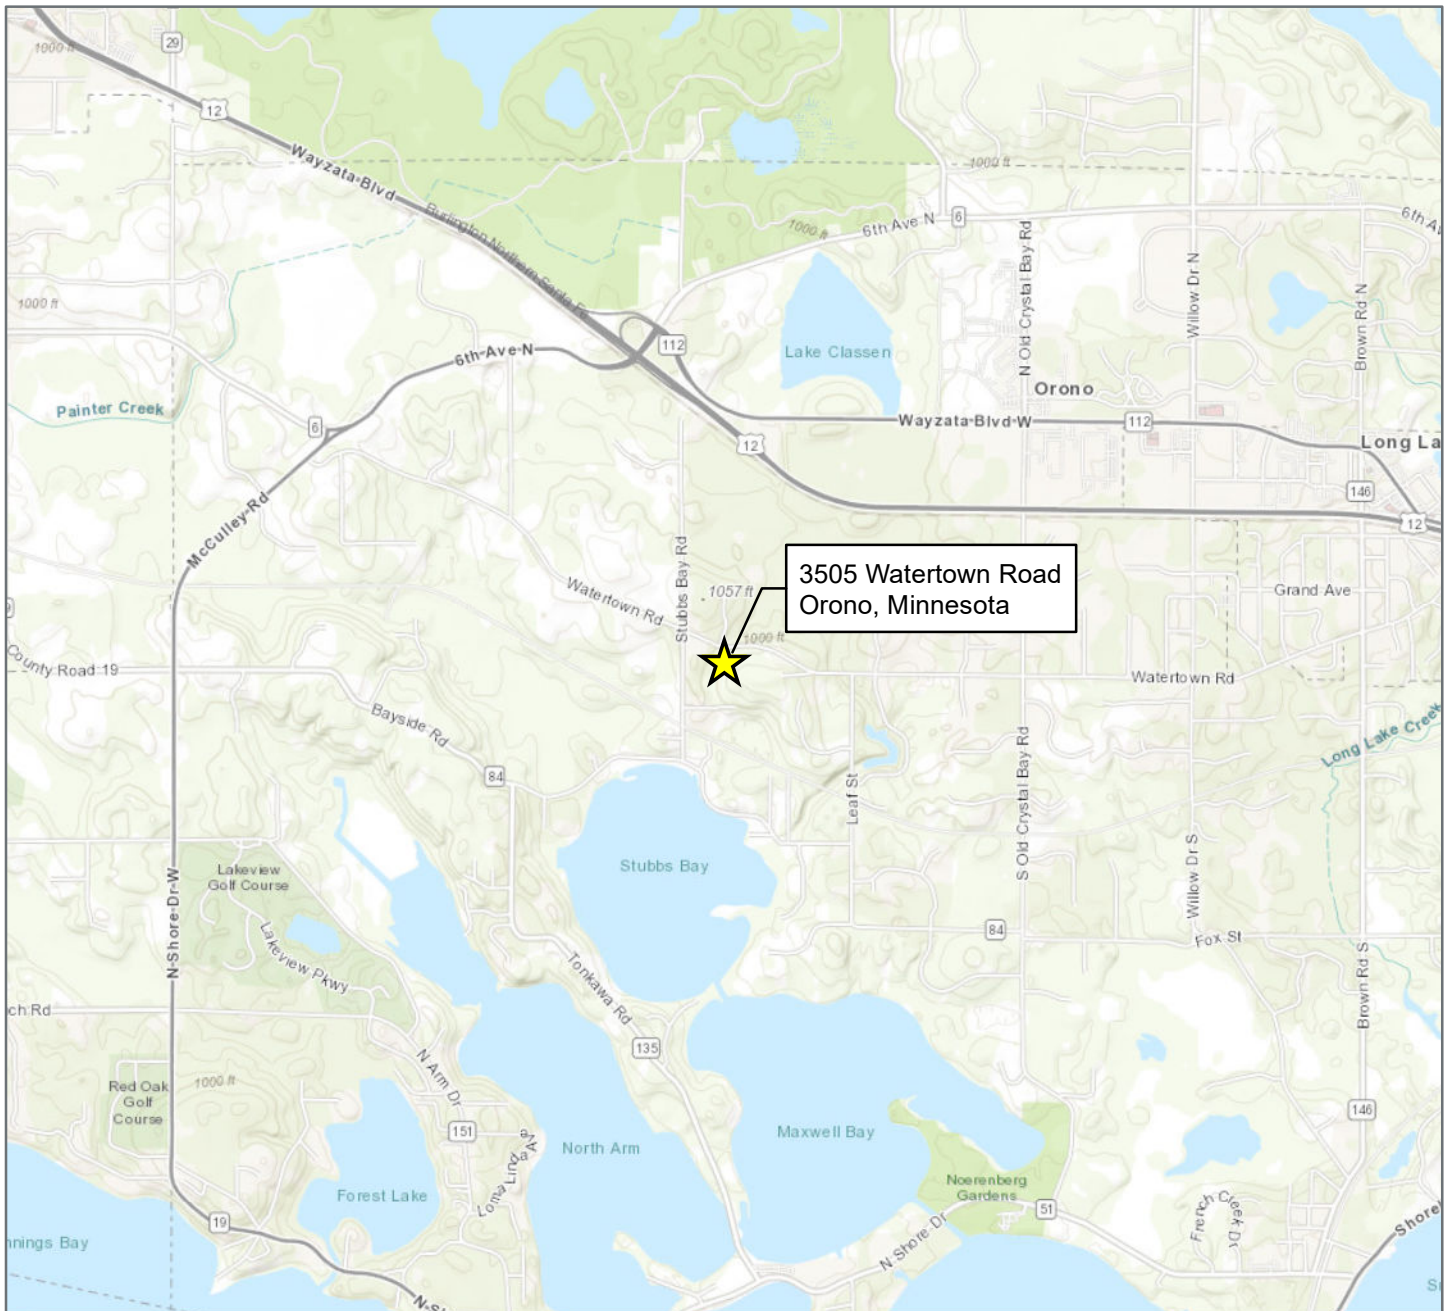 1000 ft
29
12
Wayzata Blvd
Burlington Northern Santa Fe
1000 ft
1000 ft
6th Ave N
6
6th Av
1000 ft
112
Lake Classen
N Old Crystal Bay Rd
Willow Dr N
Brown Rd N
6th Ave N
Painter Creek
6
Orono
Wayzata Blvd W
112
12
Long La
146
12
McCulley Rd
Stubbs Bay Rd
Watertown Rd
1057 ft
3505 Watertown Road
Orono, Minnesota
1000 ft
Grand Ave
County Road 19
Watertown Rd
Bayside Rd
84
Leaf St
S Old Crystal Bay Rd
Long Lake Creek
Stubbs Bay
Lakeview
Golf Course
N Shore Dr W
Lakeview Pkwy
Willow Dr S
84
Fox St
Tonkawa Rd
Brown Rd S
ch Rd
135
N Arm Dr
Red Oak
Golf
Course
1000 ft
151
Loma Linda Ave
North Arm
Maxwell Bay
146
Forest Lake
Noerenberg
Gardens
51
French Creek Dr
19
N Shore Dr
Shorel
nnings Bay
N S